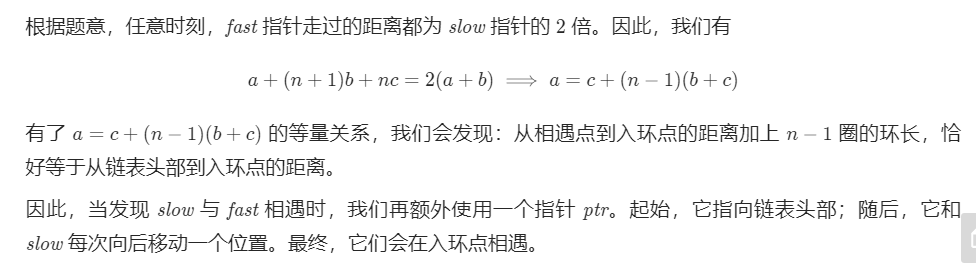 根据题意，任意时刻，fast 指针走过的距离都为 slow 指针的 2 倍。因此，我们有
a + (n + 1)b + nc = 2(a + b) ⟹ a = c + (n − 1)(b + c)
有了 a = c + (n − 1)(b + c) 的等量关系，我们会发现：从相遇点到入环点的距离加上 n − 1 圈的环长，恰
好等于从链表头部到入环点的距离。
因此，当发现 slow 与 fast 相遇时，我们再额外使用一个指针 ptr。起始，它指向链表头部；随后，它和
slow 每次向后移动一个位置。最终，它们会在入环点相遇。